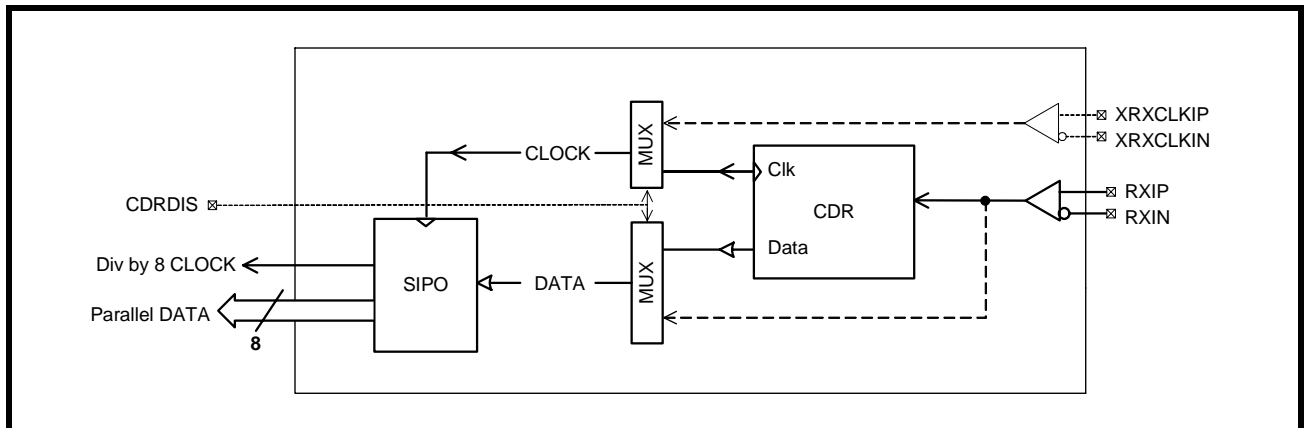 XRXCLKIP
XRXCLKIN
MUX
CLOCK
Clk
CDR
RXIP
RXIN
CDRDIS
Data
Div by 8 CLOCK
SIPO
DATA
MUX
Parallel DATA
8